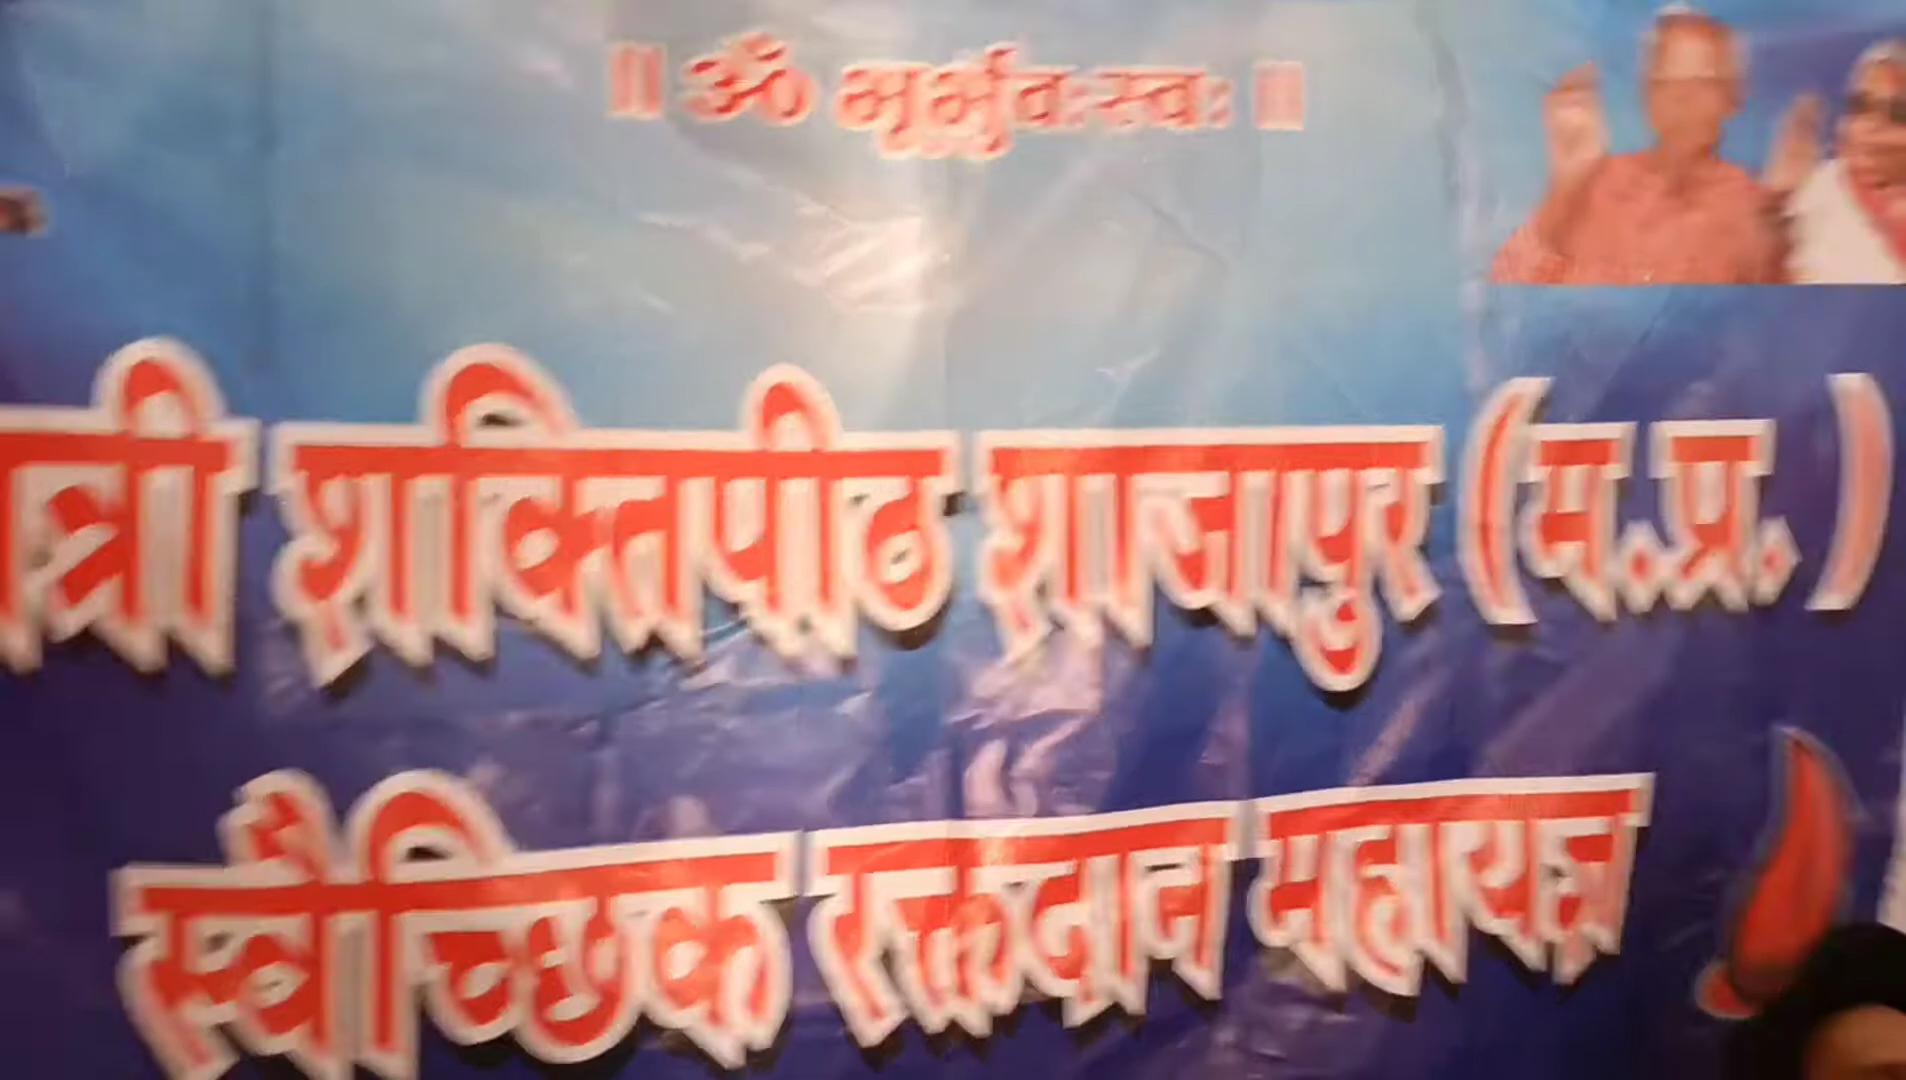 ॥ ॐ भूर्भुवःस्वः ॥
त्री शक्तिपीठ शाजापुर (म.प्र.)
स्वैच्छिक रक्तदान महायज्ञ